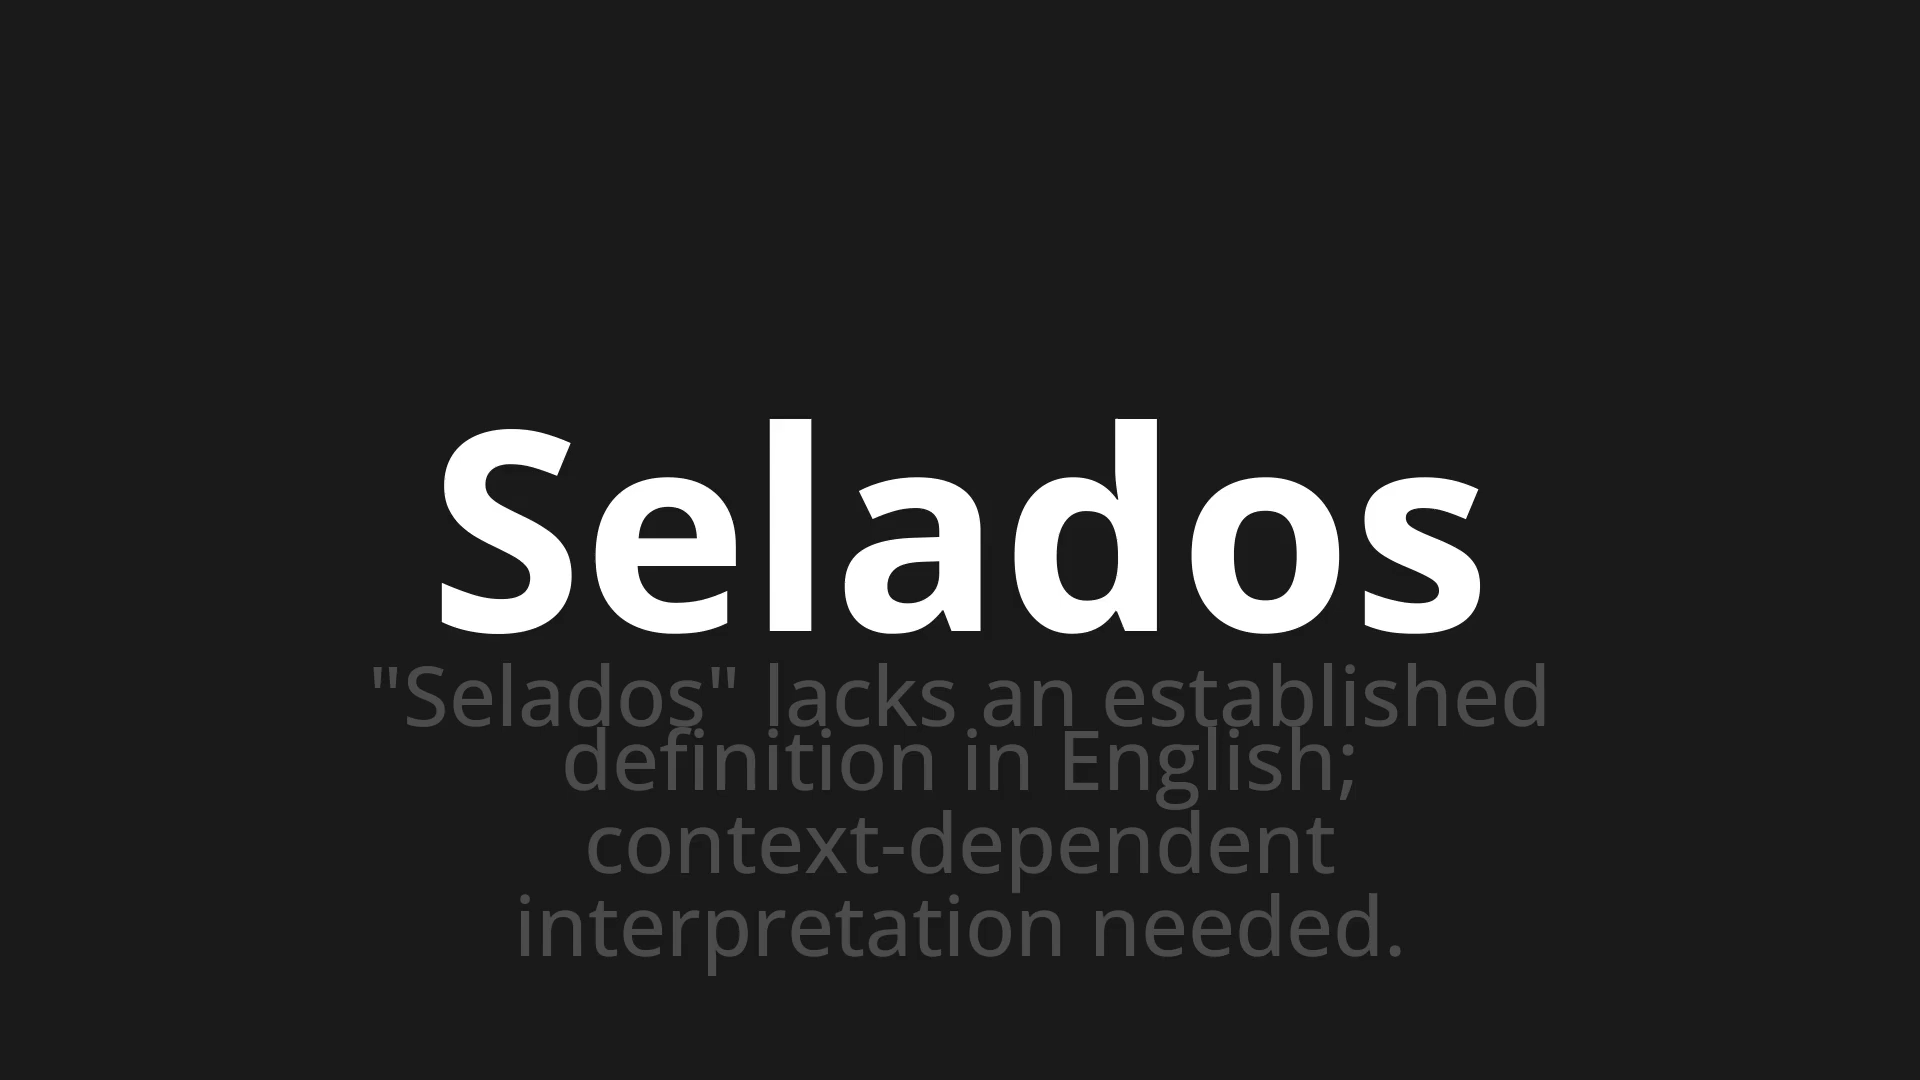 Selados
"Selados" lacks an established
definition in English;
context-dependent
interpretation needed.